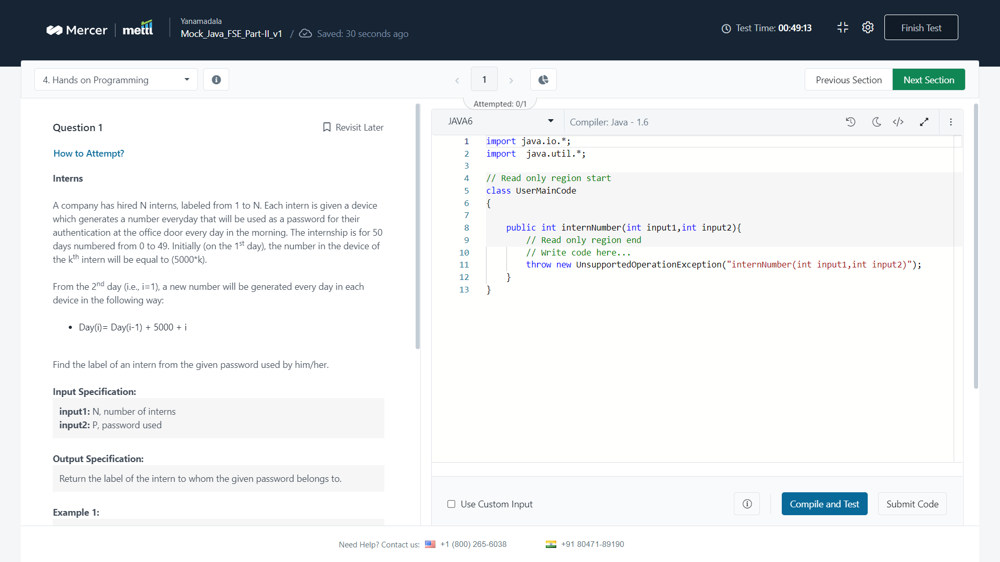 Mercer | mettl
Yanamadala
Mock_Java_FSE_Part-II_v1 / Saved: 30 seconds ago
Test Time: 00:49:13
Finish Test
4. Hands on Programming
1
Attempted: 0/1
Previous Section
Next Section
Question 1
Revisit Later
How to Attempt?
Interns
A company has hired N interns, labeled from 1 to N. Each intern is given a device
which generates a number everyday that will be used as a password for their
authentication at the office door every day in the morning. The internship is for 50
days numbered from 0 to 49. Initially (on the 1st day), the number in the device of
the kth intern will be equal to (5000*k).
From the 2nd day (i.e., i=1), a new number will be generated every day in each
device in the following way:
• Day(i)= Day(i-1) + 5000 + i
Find the label of an intern from the given password used by him/her.
Input Specification:
input1: N, number of interns
input2: P, password used
Output Specification:
Return the label of the intern to whom the given password belongs to.
Example 1:
JAVA6
Compiler: Java - 1.6
1 import java.io.*;
2 import  java.util.*;
3
4 // Read only region start
5 class UserMainCode
6 {
7
8     public int internNumber(int input1,int input2){
9         // Read only region end
10         // Write code here...
11         throw new UnsupportedOperationException("internNumber(int input1,int input2)");
12     }
13 }
Use Custom Input
Compile and Test
Submit Code
Need Help? Contact us: +1 (800) 265-6038 +91 80471-89190